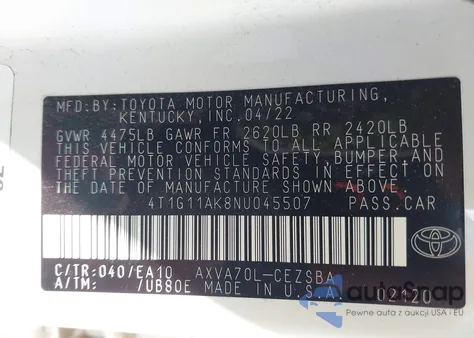 MFD.BY:TOYOTA MOTOR MANUFACTURING,
KENTUCKY,INC.04/22
GVWR 4475LB GAWR FR 2620LB RR 2420LB
THIS VEHICLE CONFORMS TO ALL APPLICABLE
FEDERAL MOTOR VEHICLE SAFETY, BUMPER, AND
THEFT PREVENTION STANDARDS IN EFFECT ON
THE DATE OF MANUFACTURE SHOWN ABOVE.
4T1G11AK8NU045507 PASS.CAR
TOYOTA
C/TR:040/EA10 AXVA70L-CEZSBA
A/TM: /UB80E MADE IN U.S.A. 02120
autoSnap
Pewne auta z aukcji USA - EU